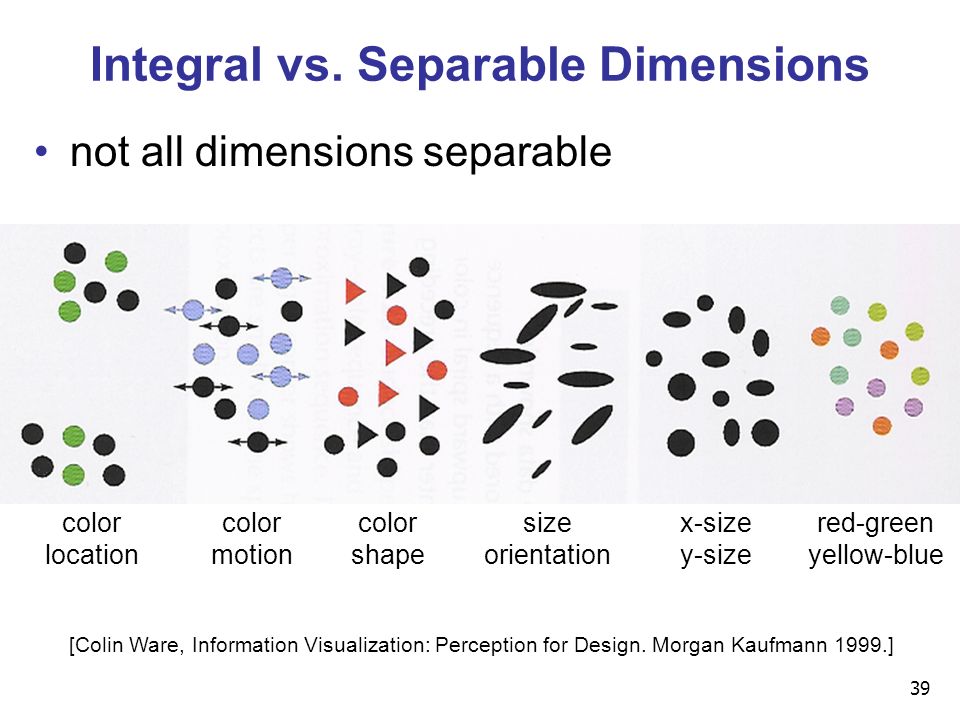 Integral vs. Separable Dimensions
• not all dimensions separable
color location
color motion
color shape
size orientation
x-size y-size
red-green yellow-blue
[Colin Ware, Information Visualization: Perception for Design. Morgan Kaufmann 1999.]
39